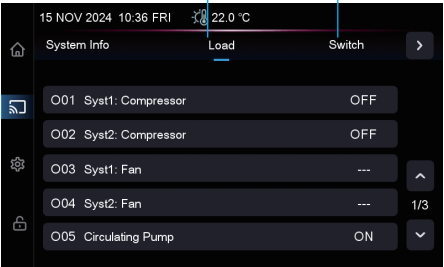 15 NOV 2024 10:36 FRI 22.0 °C
System Info Load Switch
O01 Syst1: Compressor OFF
O02 Syst2: Compressor OFF
O03 Syst1: Fan ---
O04 Syst2: Fan ---
1/3
O05 Circulating Pump ON